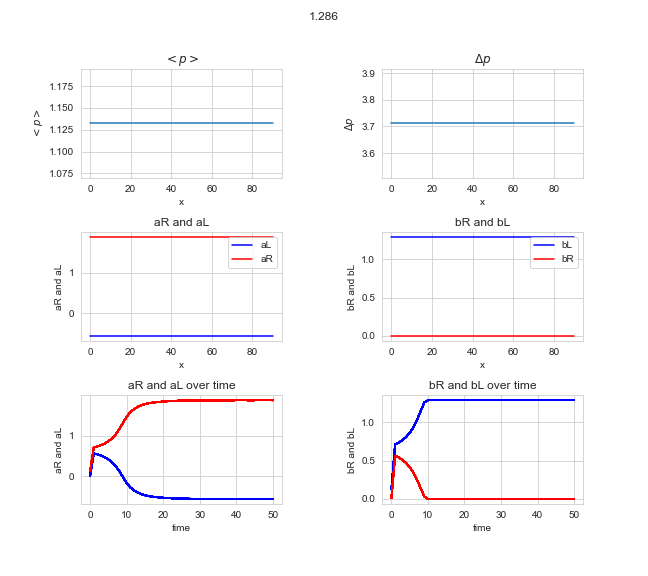 1.286
< p >
Δp
1.175
1.150
1.125
1.100
1.075
< p >
0 20 40 60 80
x
3.9
3.8
3.7
3.6
Δp
0 20 40 60 80
x
aR and aL
bR and bL
1
0
aR and aL
aL
aR
0 20 40 60 80
x
1.0
0.5
0.0
bR and bL
bL
bR
0 20 40 60 80
x
aR and aL over time
bR and bL over time
1
0
aR and aL
0 10 20 30 40 50
time
1.0
0.5
0.0
bR and bL
0 10 20 30 40 50
time